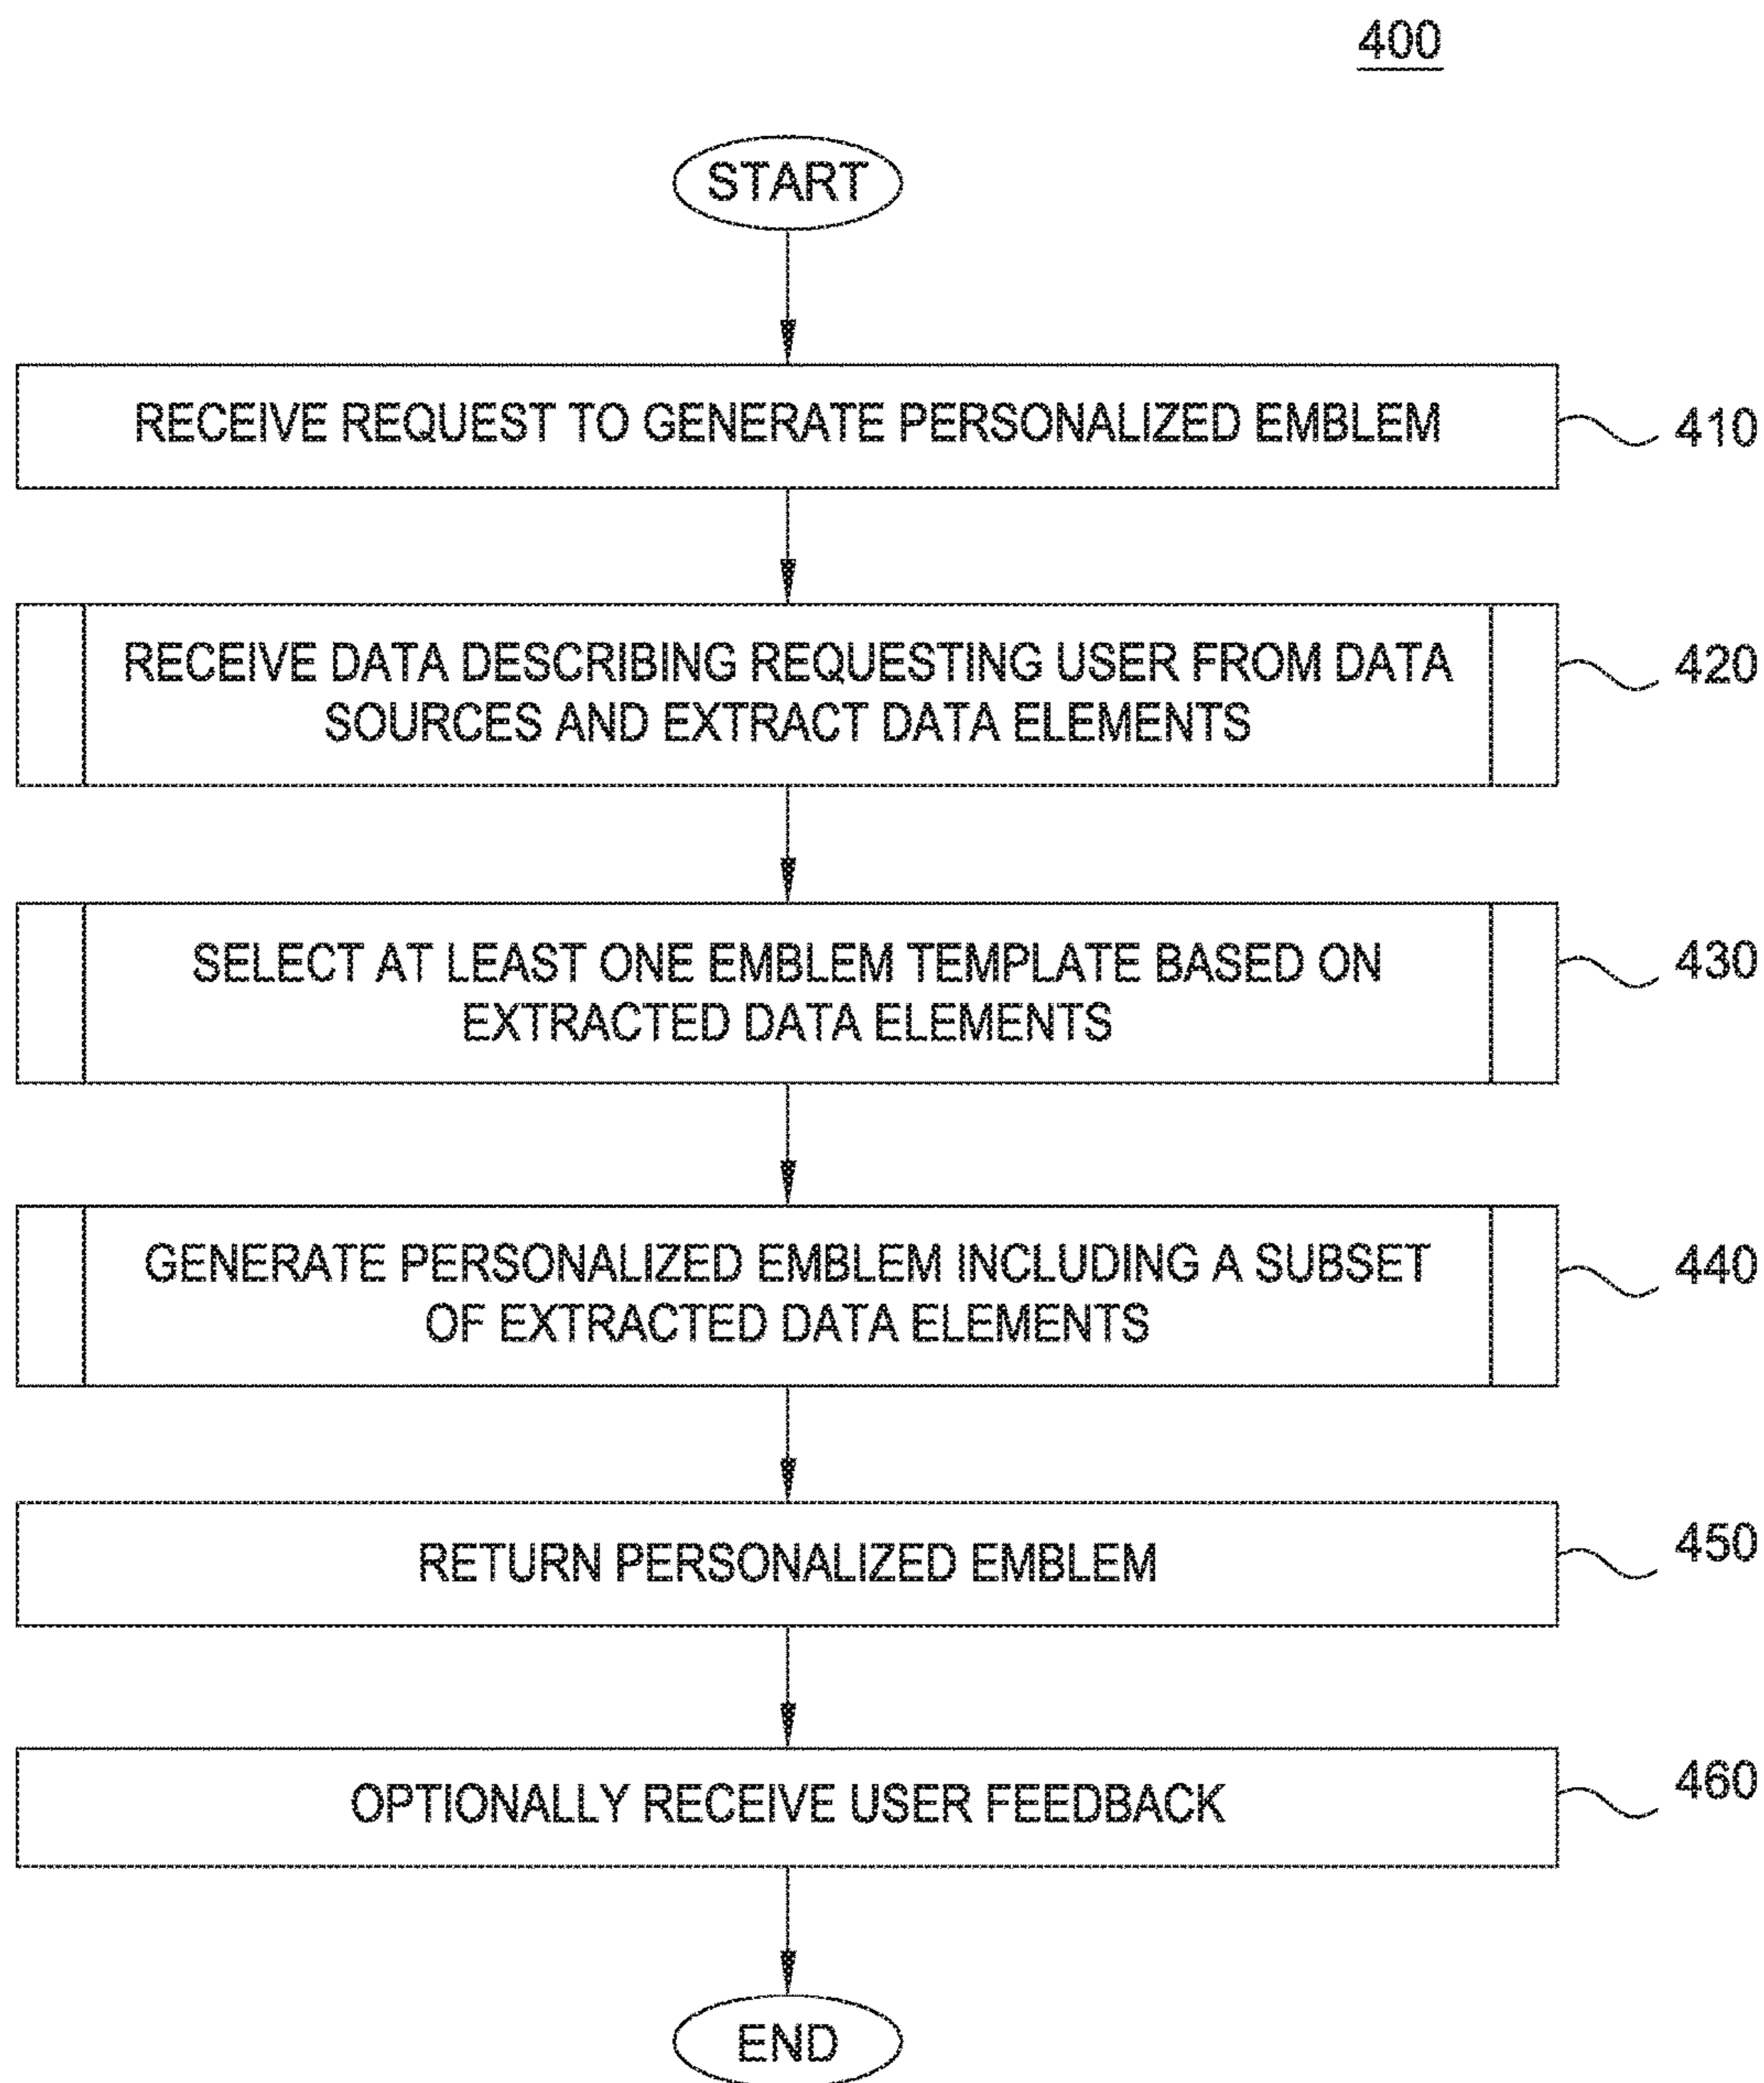 400
START
RECEIVE REQUEST TO GENERATE PERSONALIZED EMBLEM
410
RECEIVE DATA DESCRIBING REQUESTING USER FROM DATA
SOURCES AND EXTRACT DATA ELEMENTS
420
SELECT AT LEAST ONE EMBLEM TEMPLATE BASED ON
EXTRACTED DATA ELEMENTS
430
GENERATE PERSONALIZED EMBLEM INCLUDING A SUBSET
OF EXTRACTED DATA ELEMENTS
440
RETURN PERSONALIZED EMBLEM
450
OPTIONALLY RECEIVE USER FEEDBACK
460
END